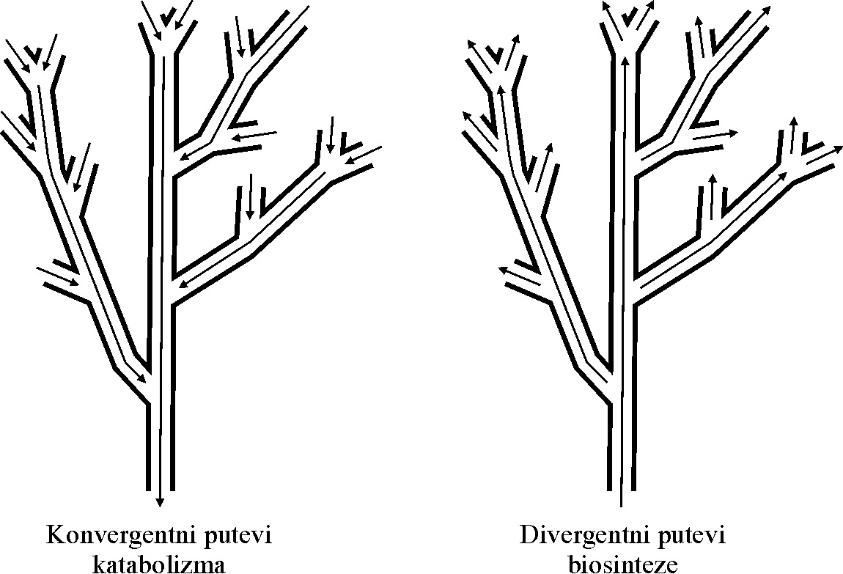 Konvergentni putevi
katabolizma
Divergentni putevi
biosinteze